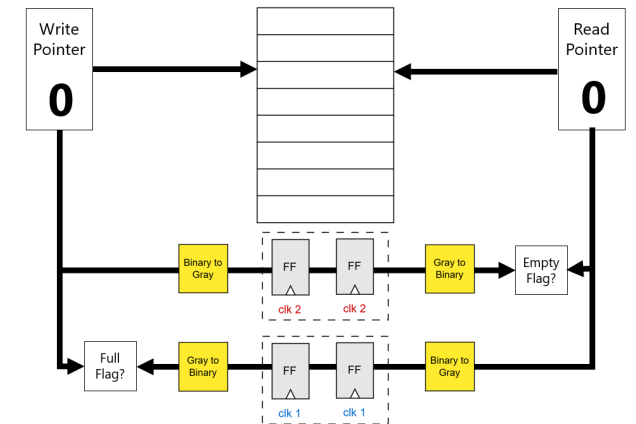 Write
Pointer
0
Read
Pointer
0
Binary to
Gray
FF
FF
clk 2
clk 2
Gray to
Binary
Empty
Flag?
Full
Flag?
Gray to
Binary
FF
FF
clk 1
clk 1
Binary to
Gray